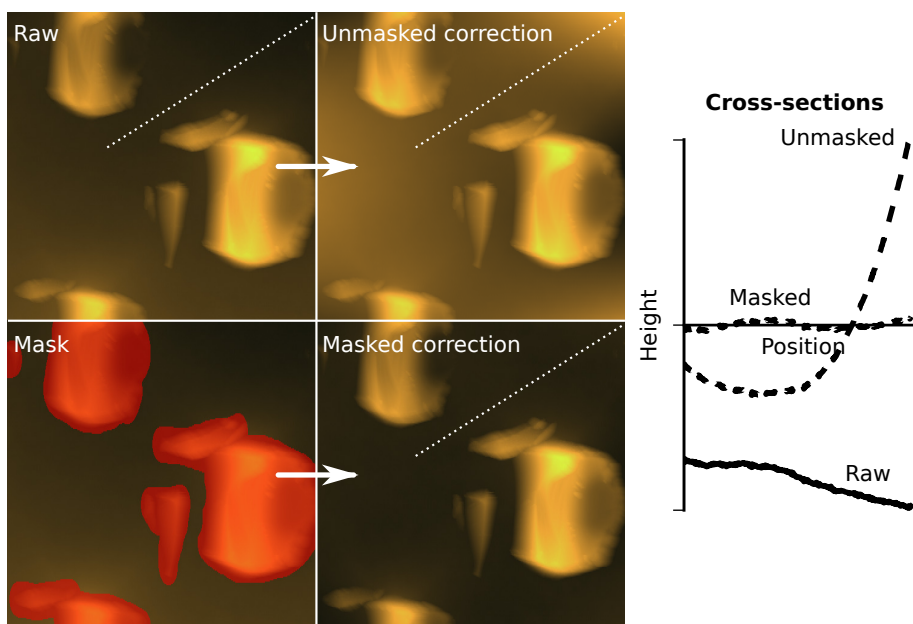 Raw
Unmasked correction
Mask
Masked correction
Cross-sections
Unmasked
Masked
Position
Height
Raw